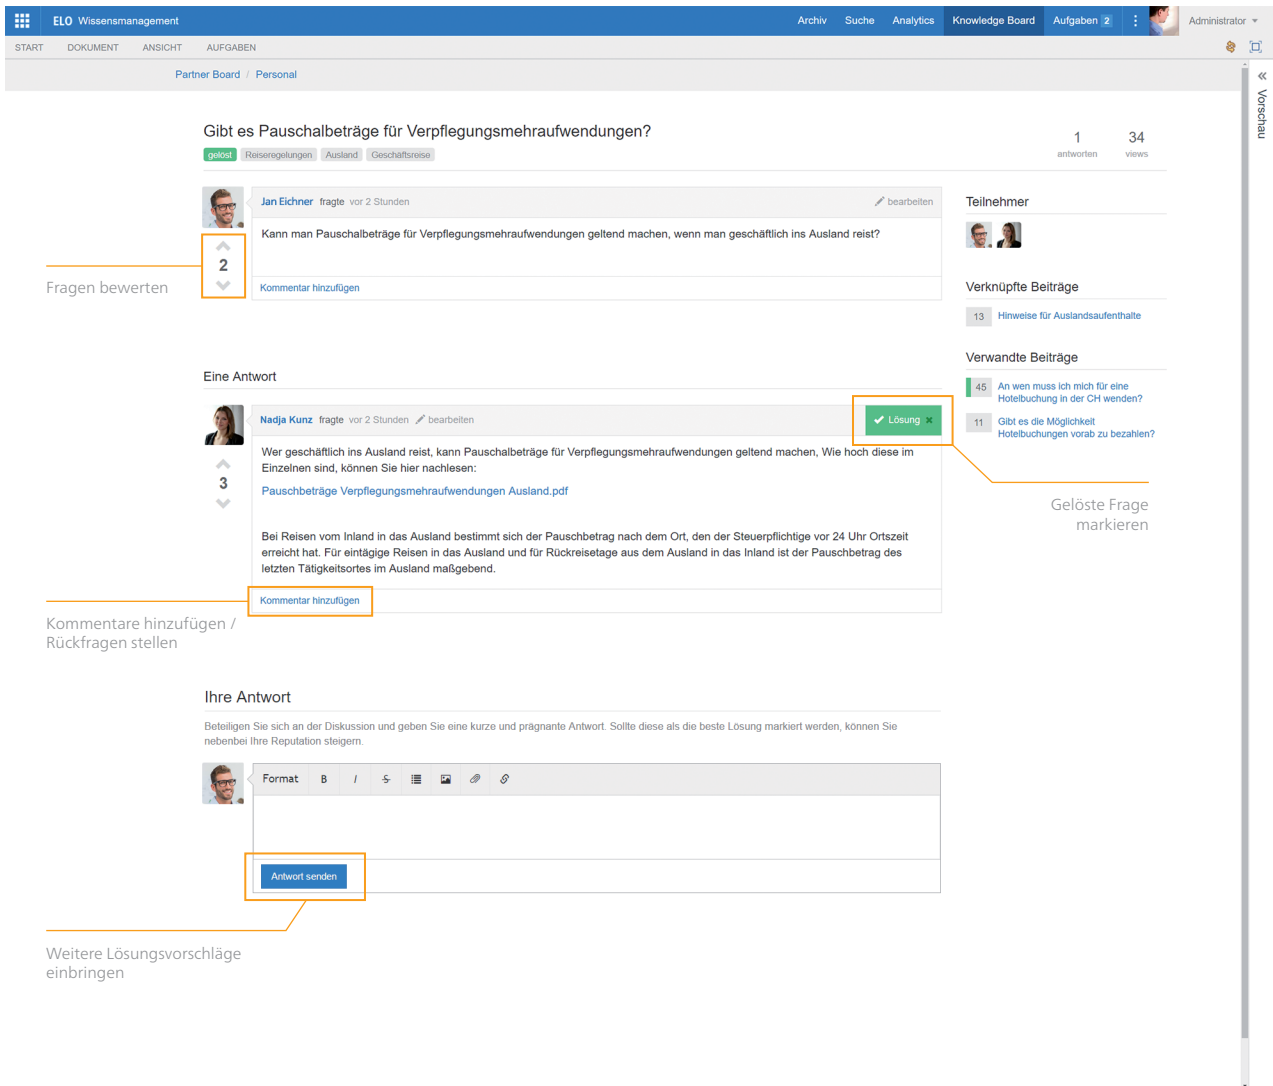 ELO Wissensmanagement
Archiv Suche Analytics Knowledge Board Aufgaben 2 Administrator
START DOKUMENT ANSICHT AUFGABEN
Partner Board / Personal
Vorschau
Gibt es Pauschalbeträge für Verpflegungsmehraufwendungen?
gelöst Reiseregelungen Ausland Geschäftsreise
1 34
antworten views
Jan Eichner fragte vor 2 Stunden bearbeiten
Kann man Pauschalbeträge für Verpflegungsmehraufwendungen geltend machen, wenn man geschäftlich ins Ausland reist?
2
Kommentar hinzufügen
Fragen bewerten
Teilnehmer
Verknüpfte Beiträge
13 Hinweise für Auslandsaufenthalte
Verwandte Beiträge
45 An wen muss ich mich für eine
Hotelbuchung in der CH wenden?
11 Gibt es die Möglichkeit
Hotelbuchungen vorab zu bezahlen?
Eine Antwort
Nadja Kunz fragte vor 2 Stunden bearbeiten
Lösung
Wer geschäftlich ins Ausland reist, kann Pauschalbeträge für Verpflegungsmehraufwendungen geltend machen, Wie hoch diese im
Einzelnen sind, können Sie hier nachlesen:
3
Pauschbeträge Verpflegungsmehraufwendungen Ausland.pdf
Bei Reisen vom Inland in das Ausland bestimmt sich der Pauschbetrag nach dem Ort, den der Steuerpflichtige vor 24 Uhr Ortszeit
erreicht hat. Für eintägige Reisen in das Ausland und für Rückreisetage aus dem Ausland in das Inland ist der Pauschbetrag des
letzten Tätigkeitsortes im Ausland maßgebend.
Kommentar hinzufügen
Gelöste Frage
markieren
Kommentare hinzufügen /
Rückfragen stellen
Ihre Antwort
Beteiligen Sie sich an der Diskussion und geben Sie eine kurze und prägnante Antwort. Sollte diese als die beste Lösung markiert werden, können Sie
nebenbei Ihre Reputation steigern.
Format B I S
Antwort senden
Weitere Lösungsvorschläge
einbringen